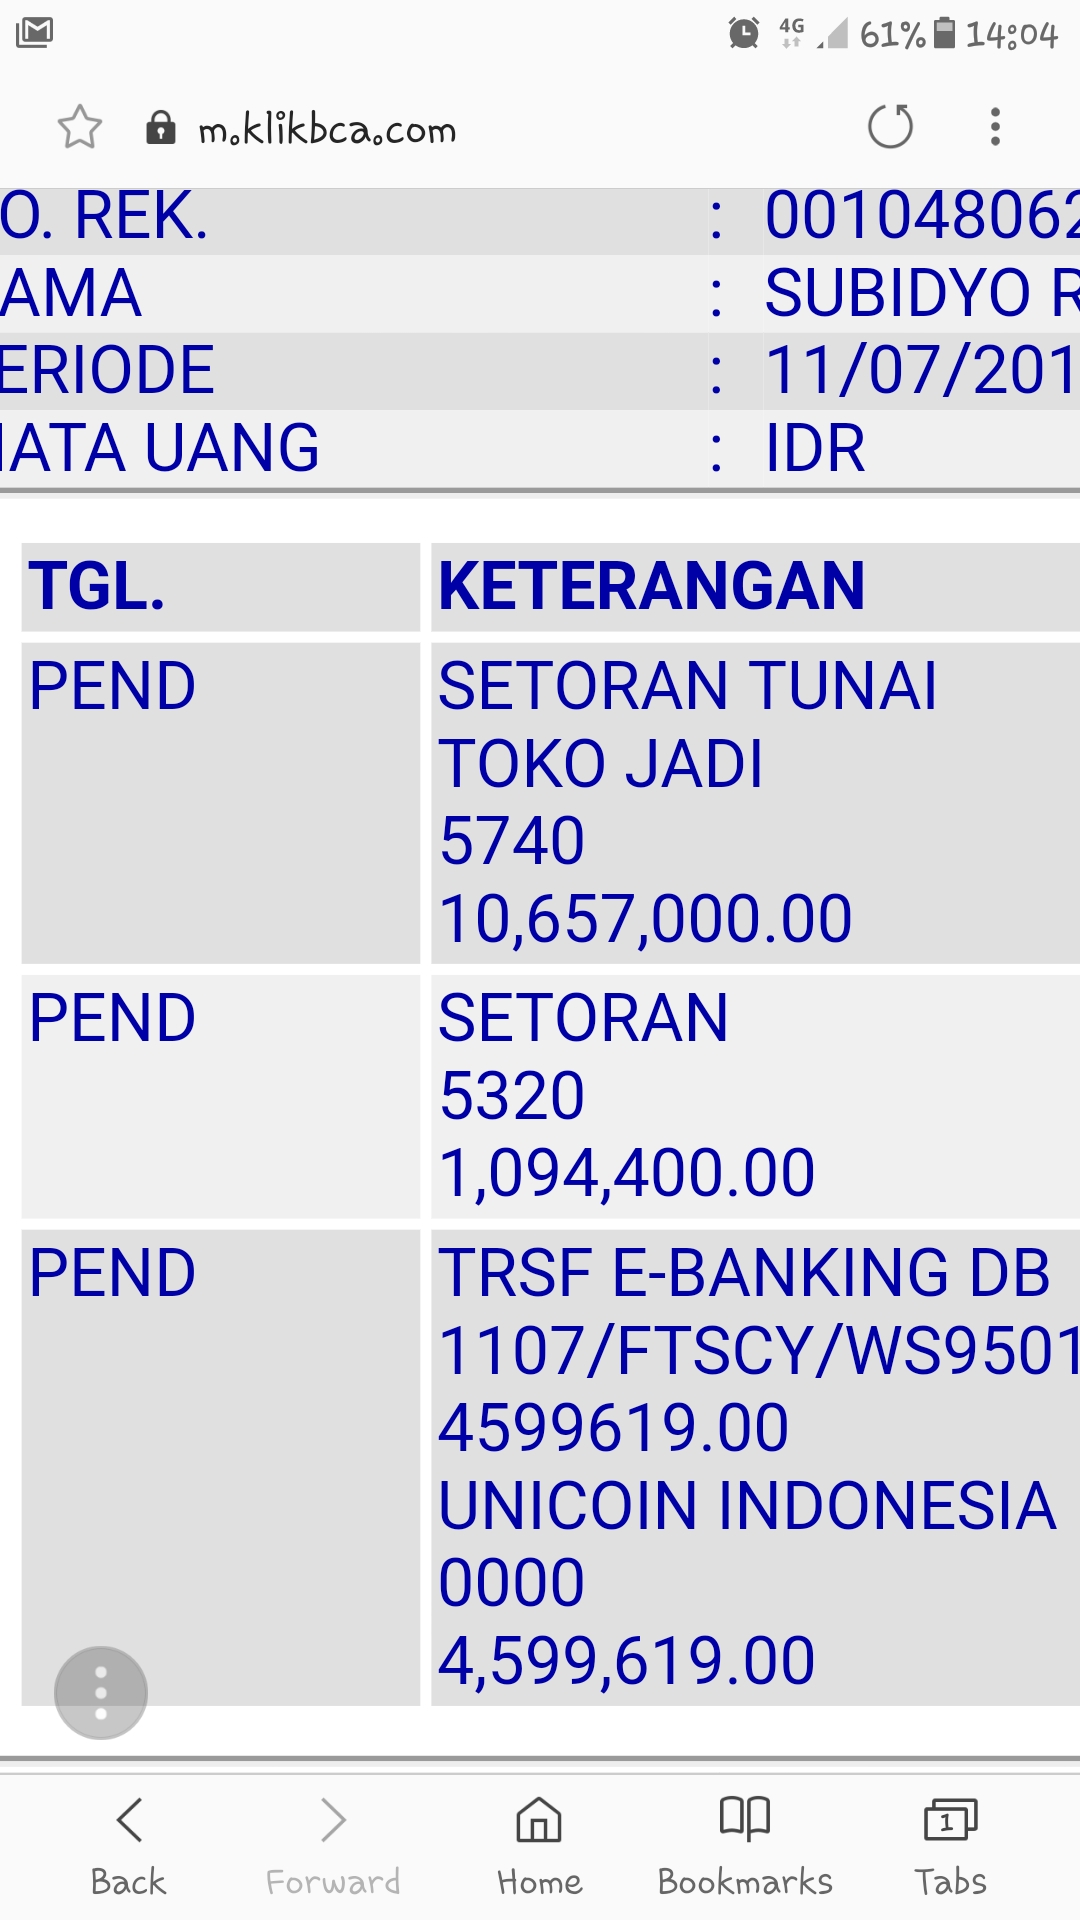 4G 61% 14:04
m.klikbca.com
O. REK. : 001048062
AMA : SUBIDYO R
ERIODE : 11/07/201
IATA UANG : IDR
TGL. KETERANGAN
PEND SETORAN TUNAI
TOKO JADI
5740
10,657,000.00
PEND SETORAN
5320
1,094,400.00
PEND TRSF E-BANKING DB
1107/FTSCY/WS9501
4599619.00
UNICOIN INDONESIA
0000
4,599,619.00
1
Back Forward Home Bookmarks Tabs